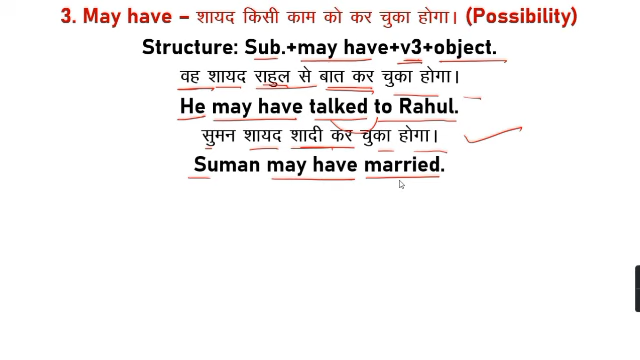 3. May have – शायद किसी काम को कर चुका होगा। (Possibility)
Structure: Sub.+may have+v3+object.
वह शायद राहुल से बात कर चुका होगा।
He may have talked to Rahul.
सुमन शायद शादी कर चुका होगा।
Suman may have married.